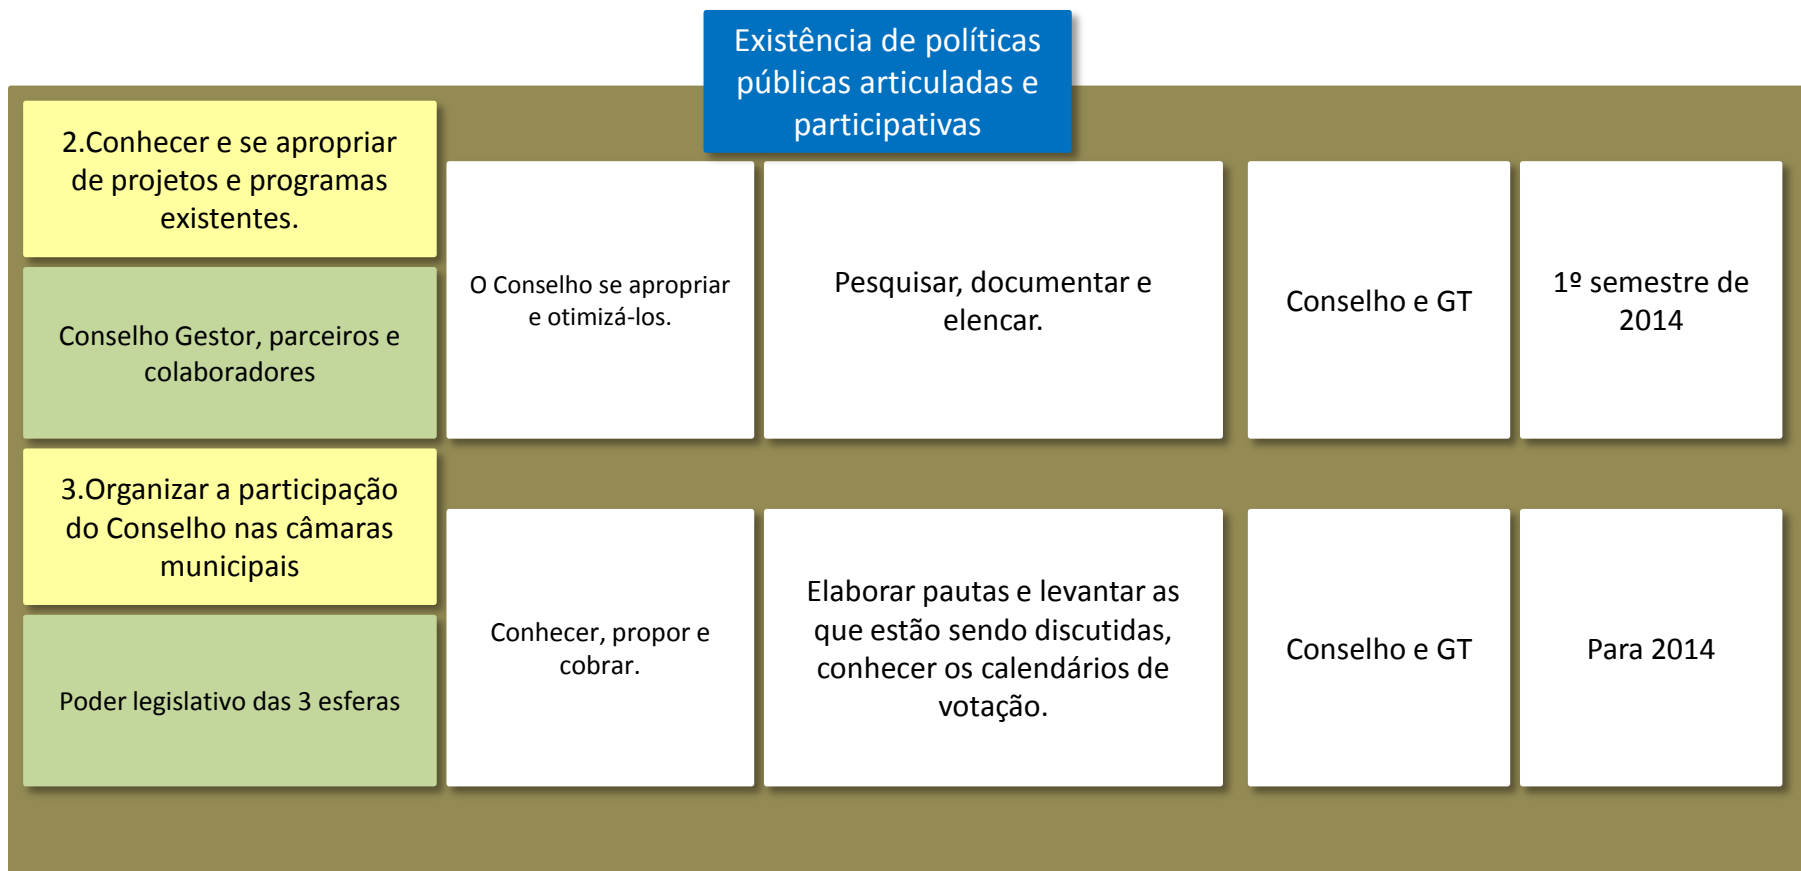 Existência de políticas
públicas articuladas e
participativas
2.Conhecer e se apropriar
de projetos e programas
existentes.
Conselho Gestor, parceiros e
colaboradores
O Conselho se apropriar
e otimizá-los.
Pesquisar, documentar e
elencar.
Conselho e GT
1º semestre de
2014
3.Organizar a participação
do Conselho nas câmaras
municipais
Poder legislativo das 3 esferas
Conhecer, propor e
cobrar.
Elaborar pautas e levantar as
que estão sendo discutidas,
conhecer os calendários de
votação.
Conselho e GT
Para 2014